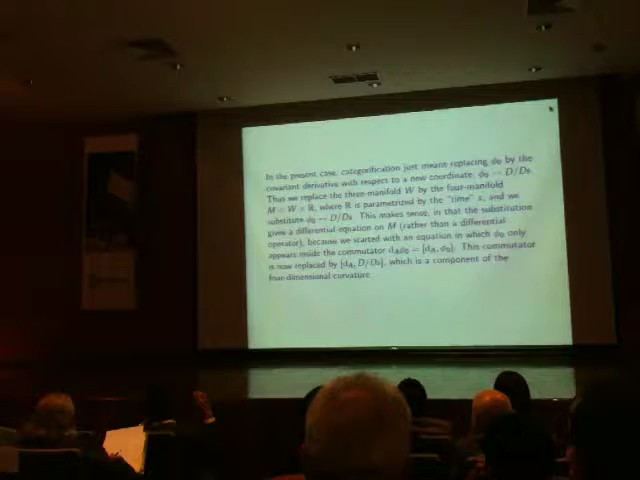 In the present case, categorification just means replacing ϕ₀ by the
covariant derivative with respect to a new coordinate, ϕ₀ → D/Ds.
Thus we replace the three-manifold W by the four-manifold
M = W × ℝ, where ℝ is parametrized by the "time" s, and we
substitute ϕ₀ → D/Ds. This makes sense, in that the substitution
gives a differential equation on M (rather than a differential
operator), because we started with an equation in which ϕ₀ only
appears inside the commutator d_Aϕ₀ = [d_A, ϕ₀]. This commutator
is now replaced by [d_A, D/Ds], which is a component of the
four-dimensional curvature.